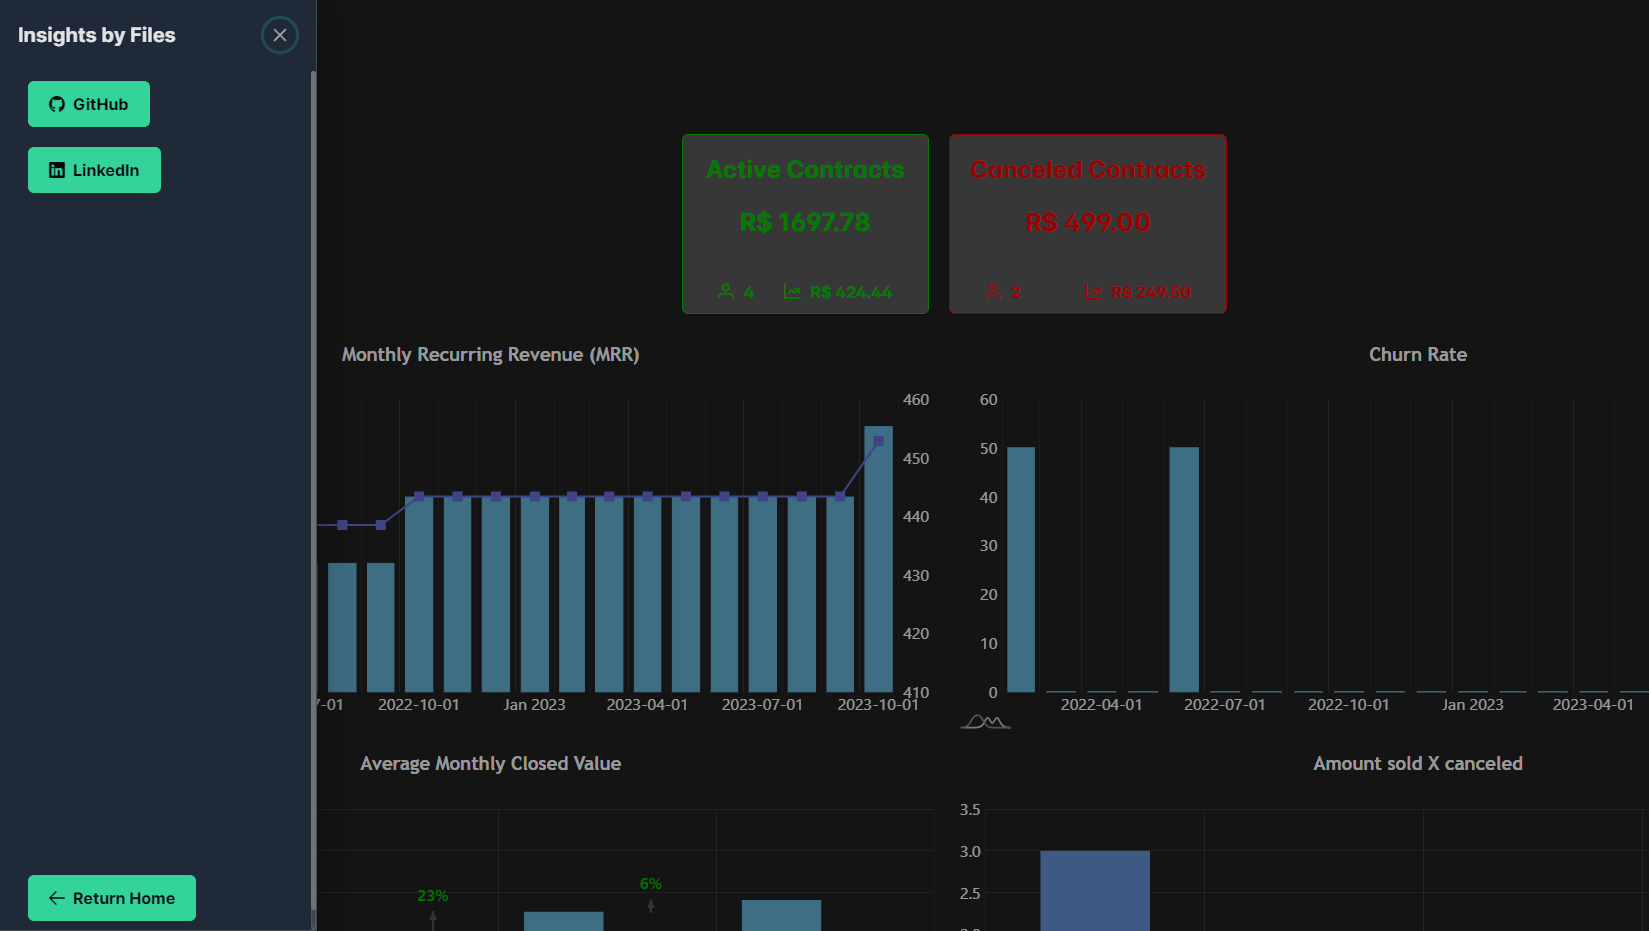 Insights by Files
GitHub
LinkedIn
Return Home
Active Contracts
R$ 1697.78
4
R$ 424.44
Canceled Contracts
R$ 499.00
2
R$ 249.50
Monthly Recurring Revenue (MRR)
460
450
440
430
420
410
7-01
2022-10-01
Jan 2023
2023-04-01
2023-07-01
2023-10-01
Churn Rate
60
50
40
30
20
10
0
2022-04-01
2022-07-01
2022-10-01
Jan 2023
2023-04-01
Average Monthly Closed Value
23%
6%
Amount sold X canceled
3.5
3.0
2.5